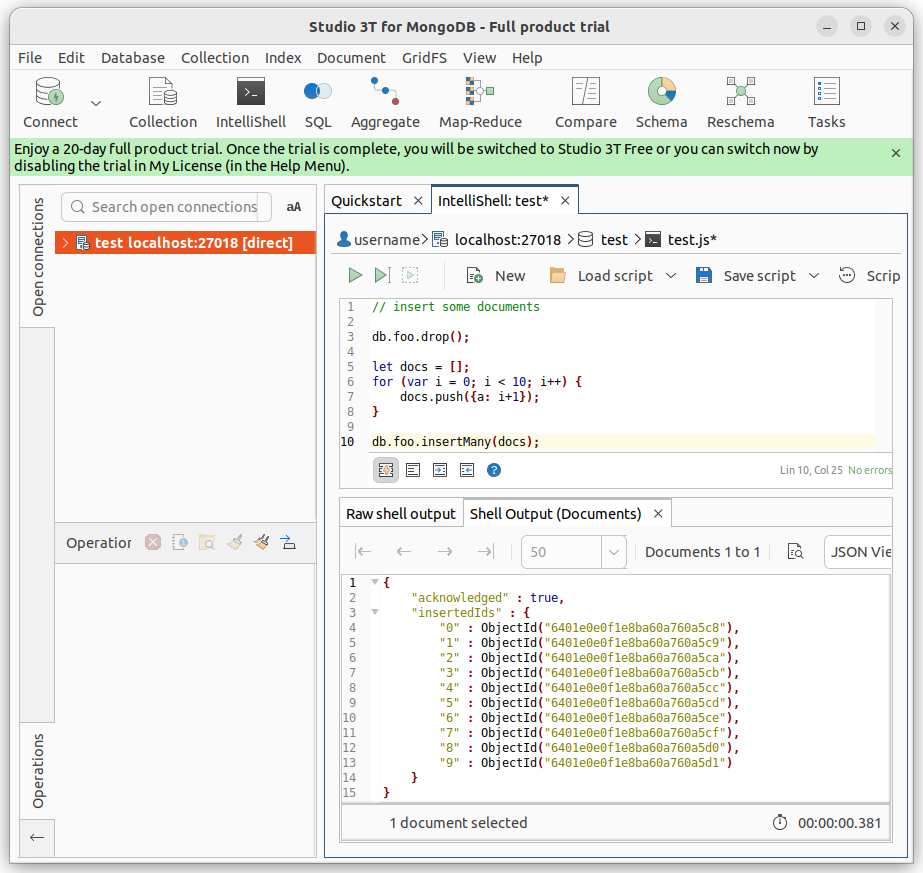 Studio 3T for MongoDB - Full product trial
File Edit Database Collection Index Document GridFS View Help
Connect Collection IntelliShell SQL Aggregate Map-Reduce Compare Schema Reschema Tasks
Enjoy a 20-day full product trial. Once the trial is complete, you will be switched to Studio 3T Free or you can switch now by
disabling the trial in My License (in the Help Menu).
Open connections
Search open connections aA
test localhost:27018 [direct]
Operations
Operation
Quickstart IntelliShell: test*
username localhost:27018 test test.js*
New Load script Save script Scrip
1 // insert some documents
2
3 db.foo.drop();
4
5 let docs = [];
6 for (var i = 0; i < 10; i++) {
7 docs.push({a: i+1});
8 }
9
10 db.foo.insertMany(docs);
Lin 10, Col 25 No errors
Raw shell output Shell Output (Documents)
50 Documents 1 to 1 JSON Vie
1 {
2 "acknowledged" : true,
3 "insertedIds" : {
4 "0" : ObjectId("6401e0e0f1e8ba60a760a5c8"),
5 "1" : ObjectId("6401e0e0f1e8ba60a760a5c9"),
6 "2" : ObjectId("6401e0e0f1e8ba60a760a5ca"),
7 "3" : ObjectId("6401e0e0f1e8ba60a760a5cb"),
8 "4" : ObjectId("6401e0e0f1e8ba60a760a5cc"),
9 "5" : ObjectId("6401e0e0f1e8ba60a760a5cd"),
10 "6" : ObjectId("6401e0e0f1e8ba60a760a5ce"),
11 "7" : ObjectId("6401e0e0f1e8ba60a760a5cf"),
12 "8" : ObjectId("6401e0e0f1e8ba60a760a5d0"),
13 "9" : ObjectId("6401e0e0f1e8ba60a760a5d1")
14 }
15 }
1 document selected 00:00:00.381